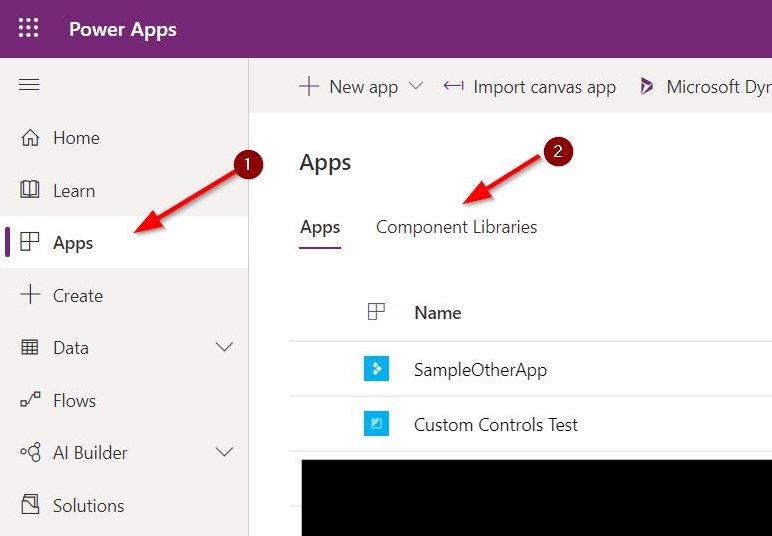 Power Apps
New app
Import canvas app
Microsoft Dyn
Home
Learn
Apps
Create
Data
Flows
AI Builder
Solutions
1
Apps
2
Apps
Component Libraries
Name
SampleOtherApp
Custom Controls Test